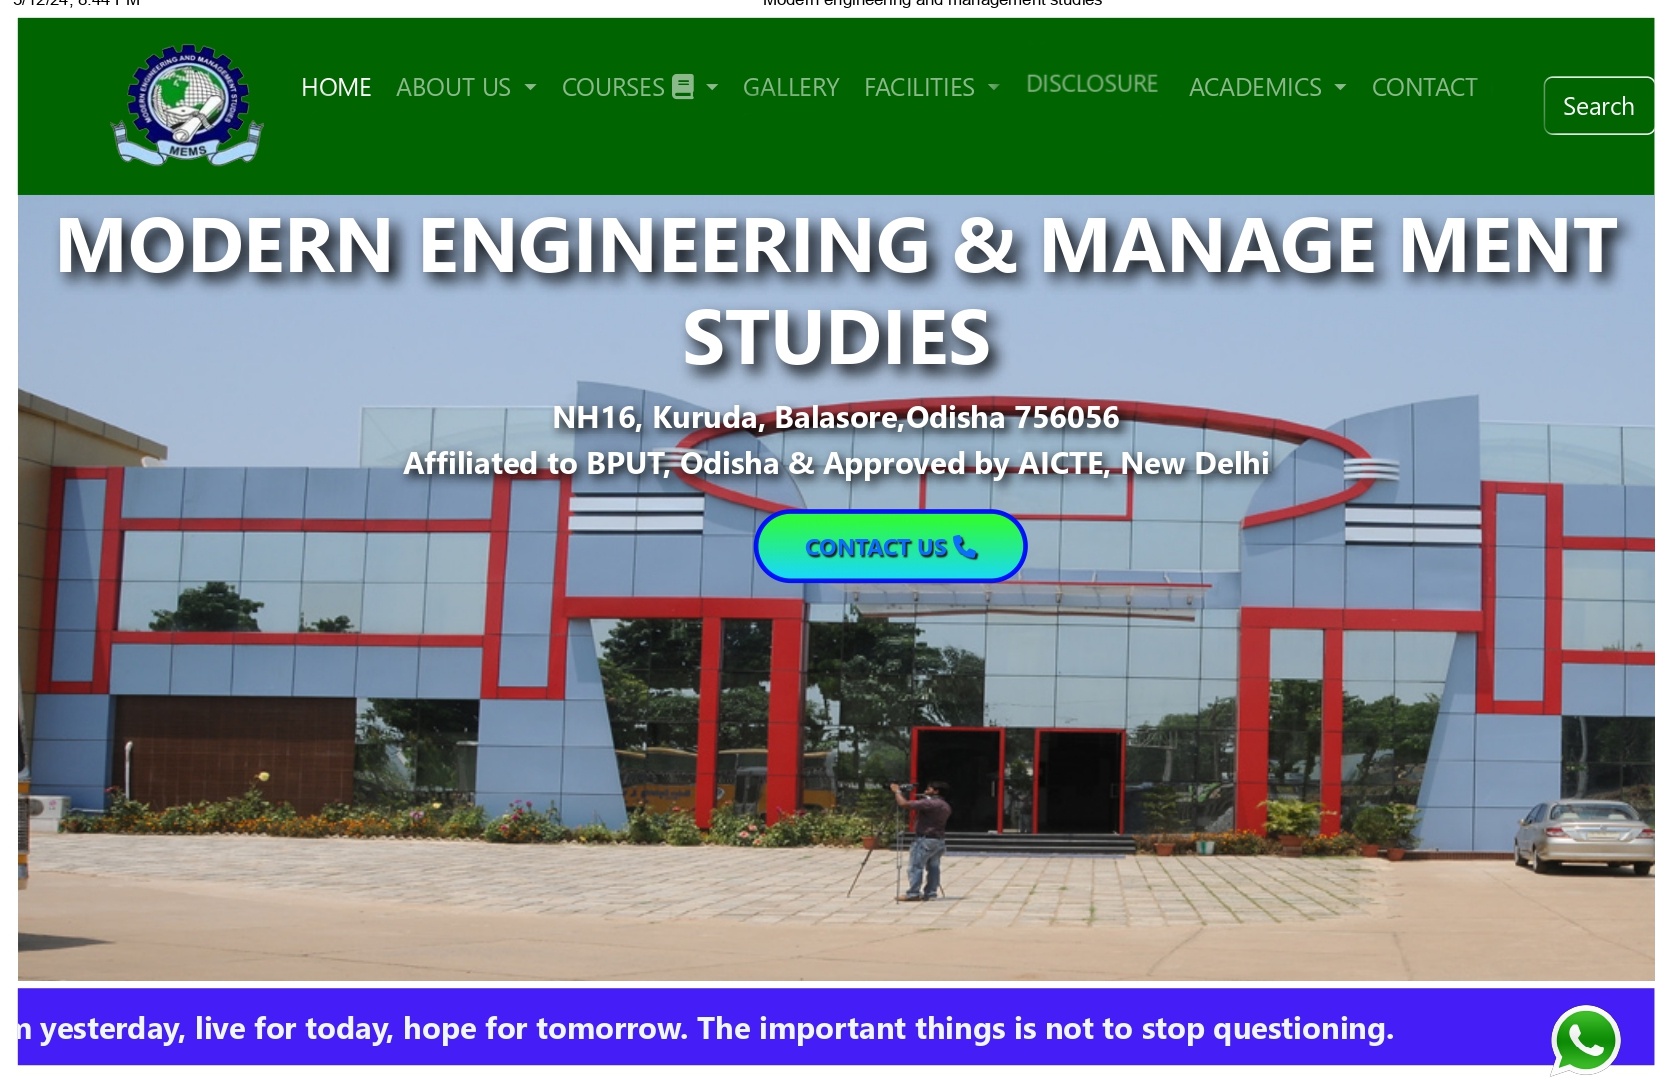 Modern engineering and management studies
HOME ABOUT US COURSES GALLERY FACILITIES DISCLOSURE ACADEMICS CONTACT
Search
MODERN ENGINEERING AND MANAGEMENT STUDIES
MEMS
MODERN ENGINEERING & MANAGE MENT
STUDIES
NH16, Kuruda, Balasore,Odisha 756056
Affiliated to BPUT, Odisha & Approved by AICTE, New Delhi
CONTACT US
yesterday, live for today, hope for tomorrow. The important things is not to stop questioning.